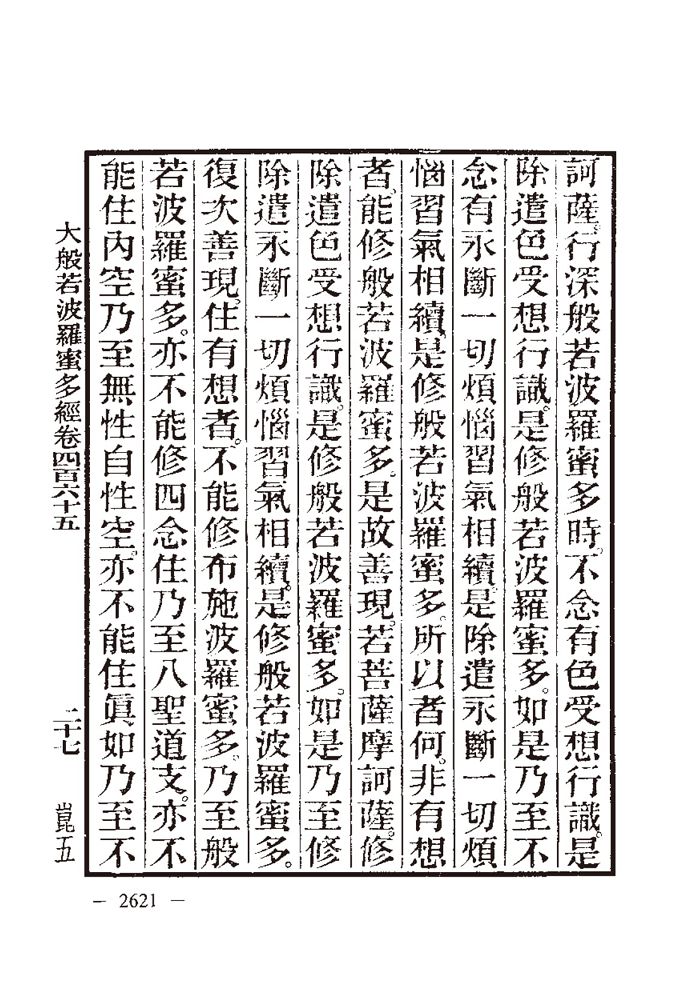 訶薩。行深般若波羅蜜多時。不念有色受想行識。是
除遣色受想行識。是修般若波羅蜜多。如是乃至不
念有永斷一切煩惱習氣相續。是除遣永斷一切煩
惱習氣相續。是修般若波羅蜜多。所以者何。非有想
者。能修般若波羅蜜多。是故善現。若菩薩摩訶薩。修
除遣色受想行識。是修般若波羅蜜多。如是乃至修
除遣永斷一切煩惱習氣相續。是修般若波羅蜜多。
復次善現。住有想者。不能修布施波羅蜜多。乃至般
若波羅蜜多。亦不能修四念住乃至八聖道支。亦不
能住內空乃至無性自性空。亦不能住眞如乃至不
大般若波羅蜜多經卷四百六十五
二十七
崑五
— 2621 —